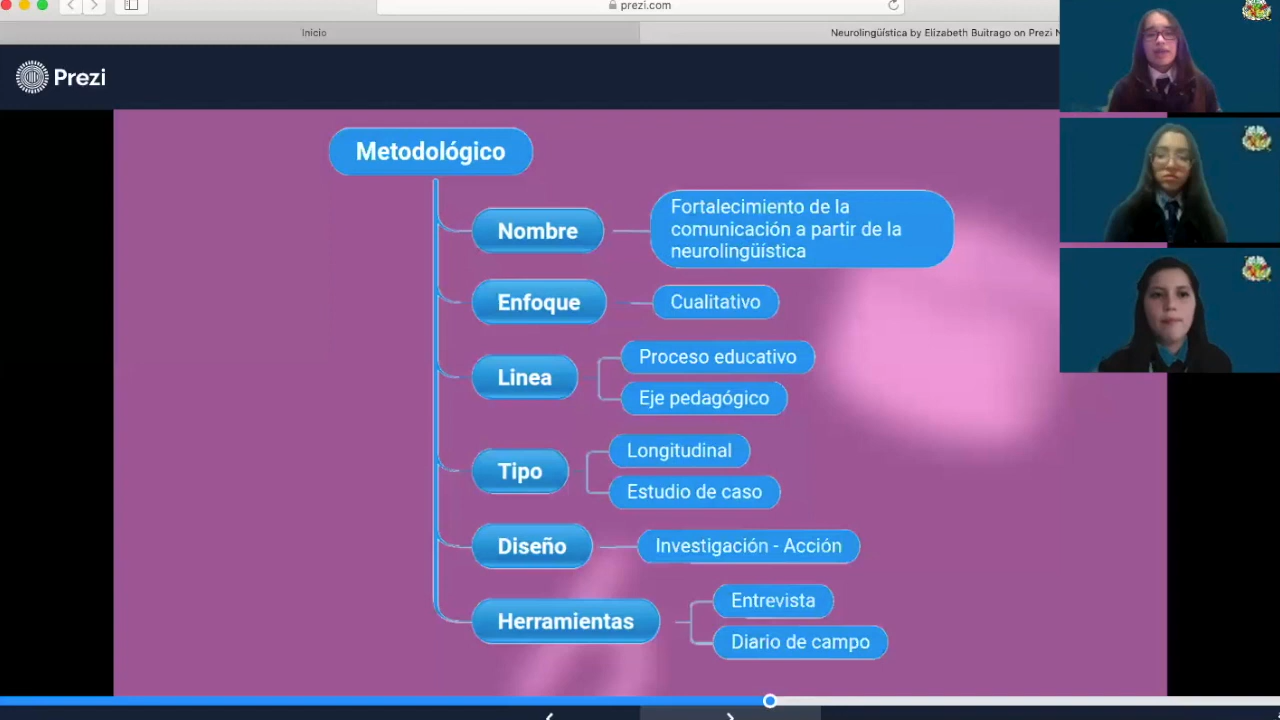 prezi.com
Inicio
Neurolingüística by Elizabeth Buitrago on Prezi N
Prezi
Metodológico
Nombre
Fortalecimiento de la
comunicación a partir de la
neurolingüística
Enfoque
Cualitativo
Linea
Proceso educativo
Eje pedagógico
Tipo
Longitudinal
Estudio de caso
Diseño
Investigación - Acción
Herramientas
Entrevista
Diario de campo